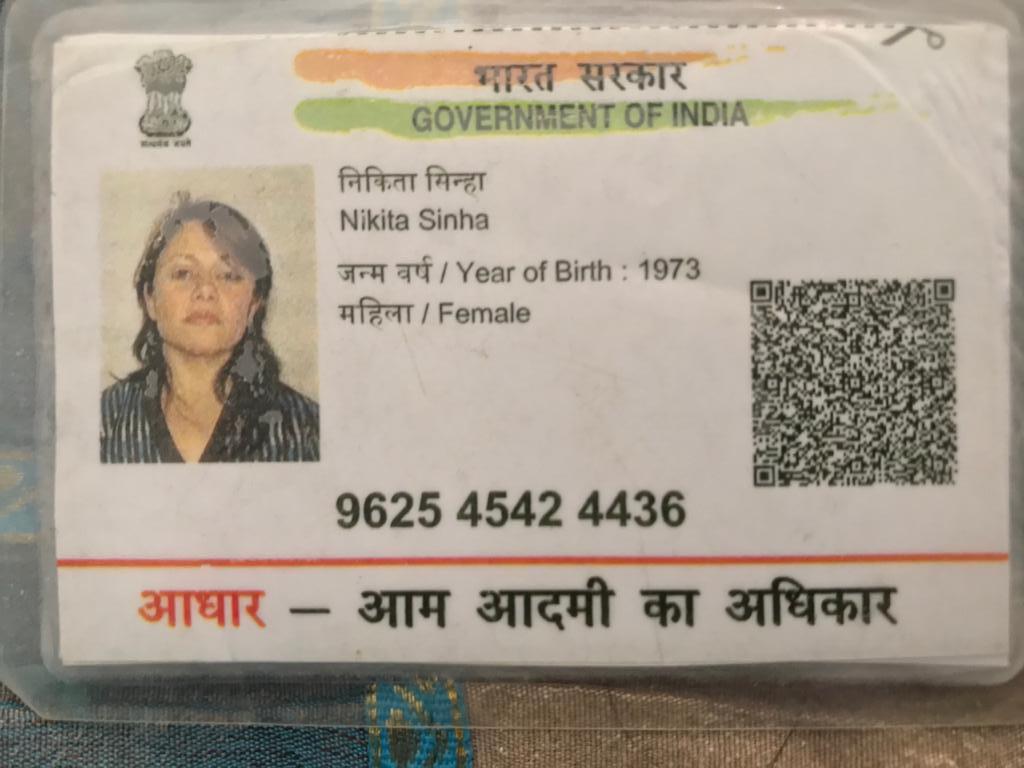 भारत सरकार
GOVERNMENT OF INDIA
सत्यमेव जयते
निकिता सिन्हा
Nikita Sinha
जन्म वर्ष / Year of Birth : 1973
महिला / Female
9625 4542 4436
आधार – आम आदमी का अधिकार